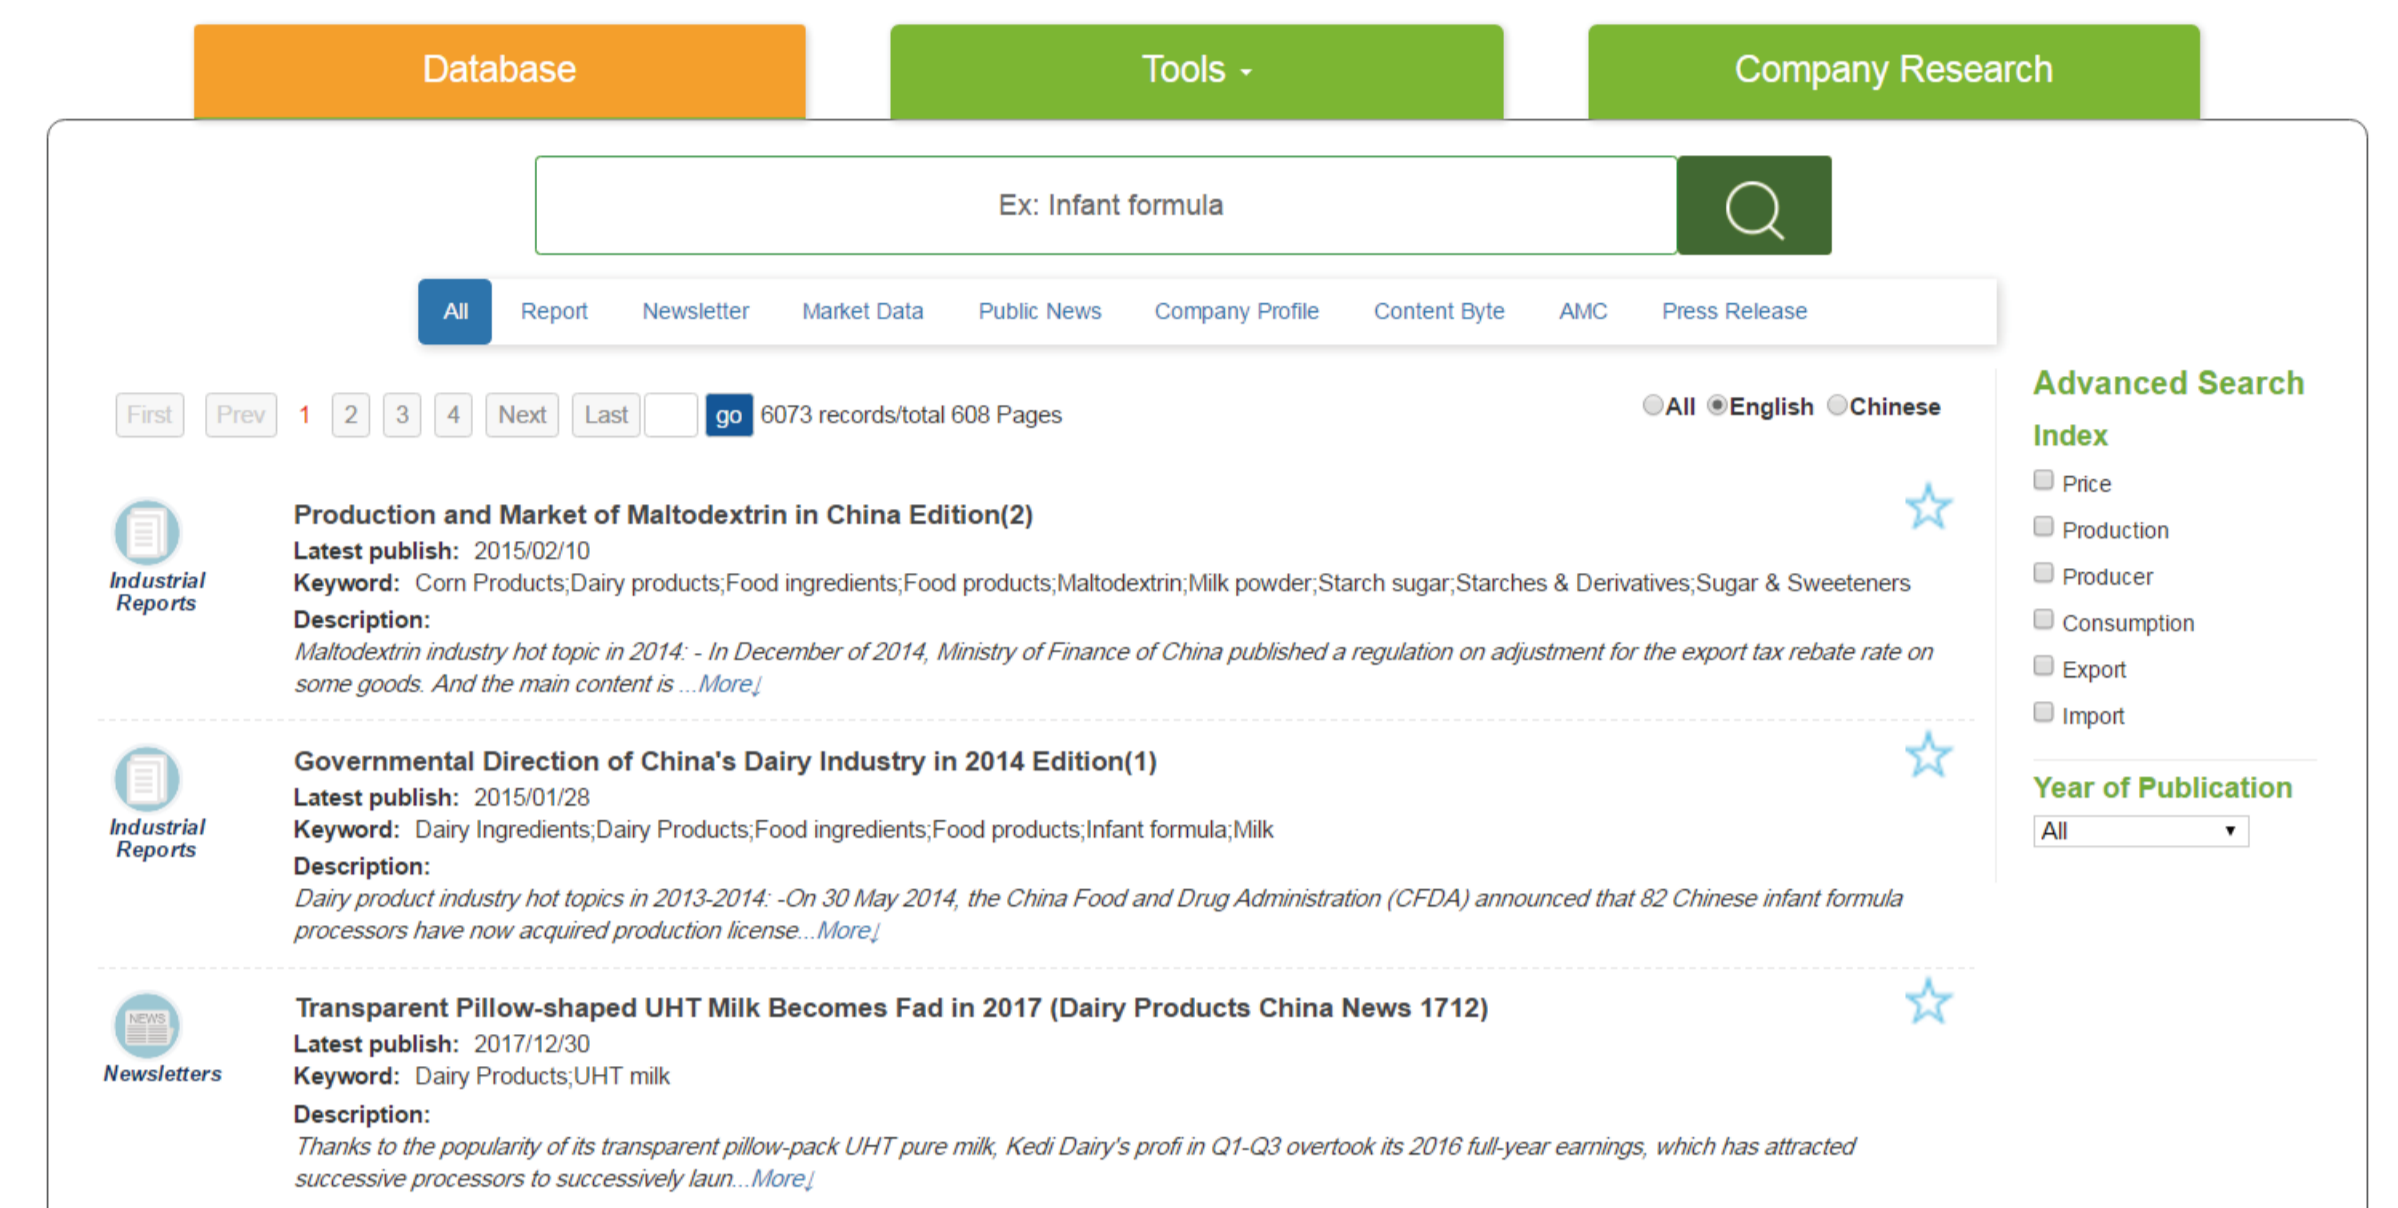 Database
Tools
Company Research
Ex: Infant formula
All Report Newsletter Market Data Public News Company Profile Content Byte AMC Press Release
First Prev 1 2 3 4 Next Last go 6073 records/total 608 Pages
All English Chinese
Industrial
Reports
Production and Market of Maltodextrin in China Edition(2)
Latest publish: 2015/02/10
Keyword: Corn Products;Dairy products;Food ingredients;Food products;Maltodextrin;Milk powder;Starch sugar;Starches & Derivatives;Sugar & Sweeteners
Description:
Maltodextrin industry hot topic in 2014: - In December of 2014, Ministry of Finance of China published a regulation on adjustment for the export tax rebate rate on
some goods. And the main content is ...More↓
Industrial
Reports
Governmental Direction of China's Dairy Industry in 2014 Edition(1)
Latest publish: 2015/01/28
Keyword: Dairy Ingredients;Dairy Products;Food ingredients;Food products;Infant formula;Milk
Description:
Dairy product industry hot topics in 2013-2014: -On 30 May 2014, the China Food and Drug Administration (CFDA) announced that 82 Chinese infant formula
processors have now acquired production license...More↓
NEWS
Newsletters
Transparent Pillow-shaped UHT Milk Becomes Fad in 2017 (Dairy Products China News 1712)
Latest publish: 2017/12/30
Keyword: Dairy Products;UHT milk
Description:
Thanks to the popularity of its transparent pillow-pack UHT pure milk, Kedi Dairy's profi in Q1-Q3 overtook its 2016 full-year earnings, which has attracted
successive processors to successively laun...More↓
Advanced Search
Index
Price
Production
Producer
Consumption
Export
Import
Year of Publication
All